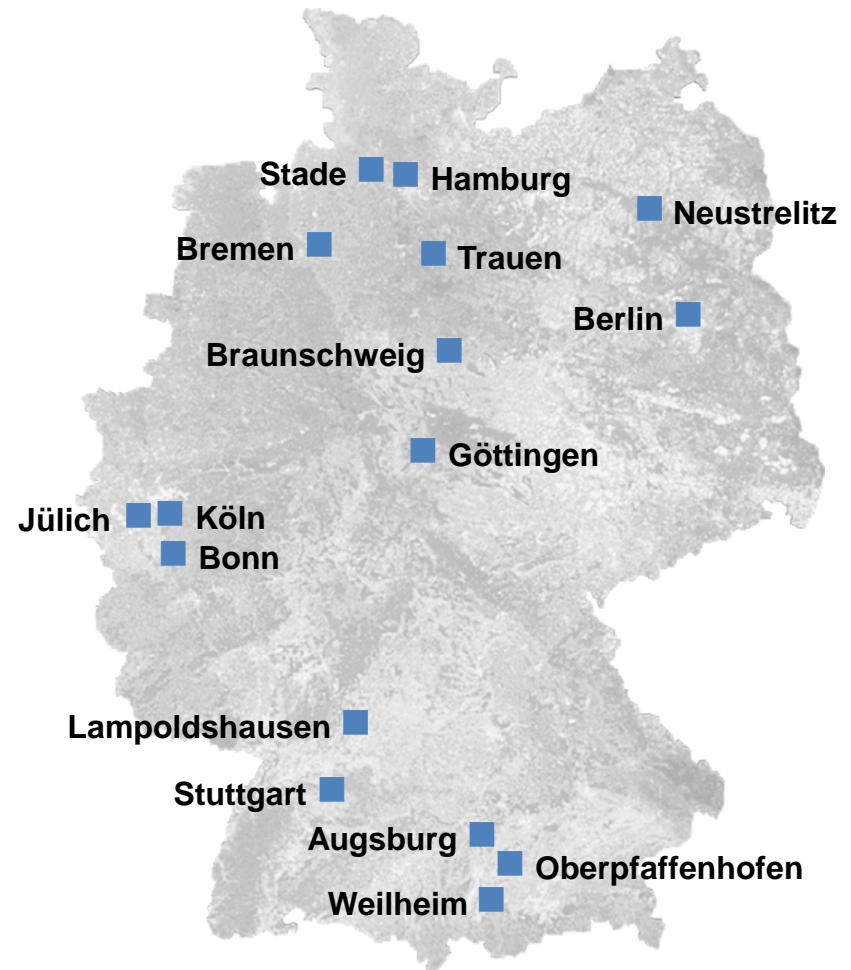 Stade
Hamburg
Neustrelitz
Bremen
Trauen
Berlin
Braunschweig
Göttingen
Jülich
Köln
Bonn
Lampoldshausen
Stuttgart
Augsburg
Oberpfaffenhofen
Weilheim